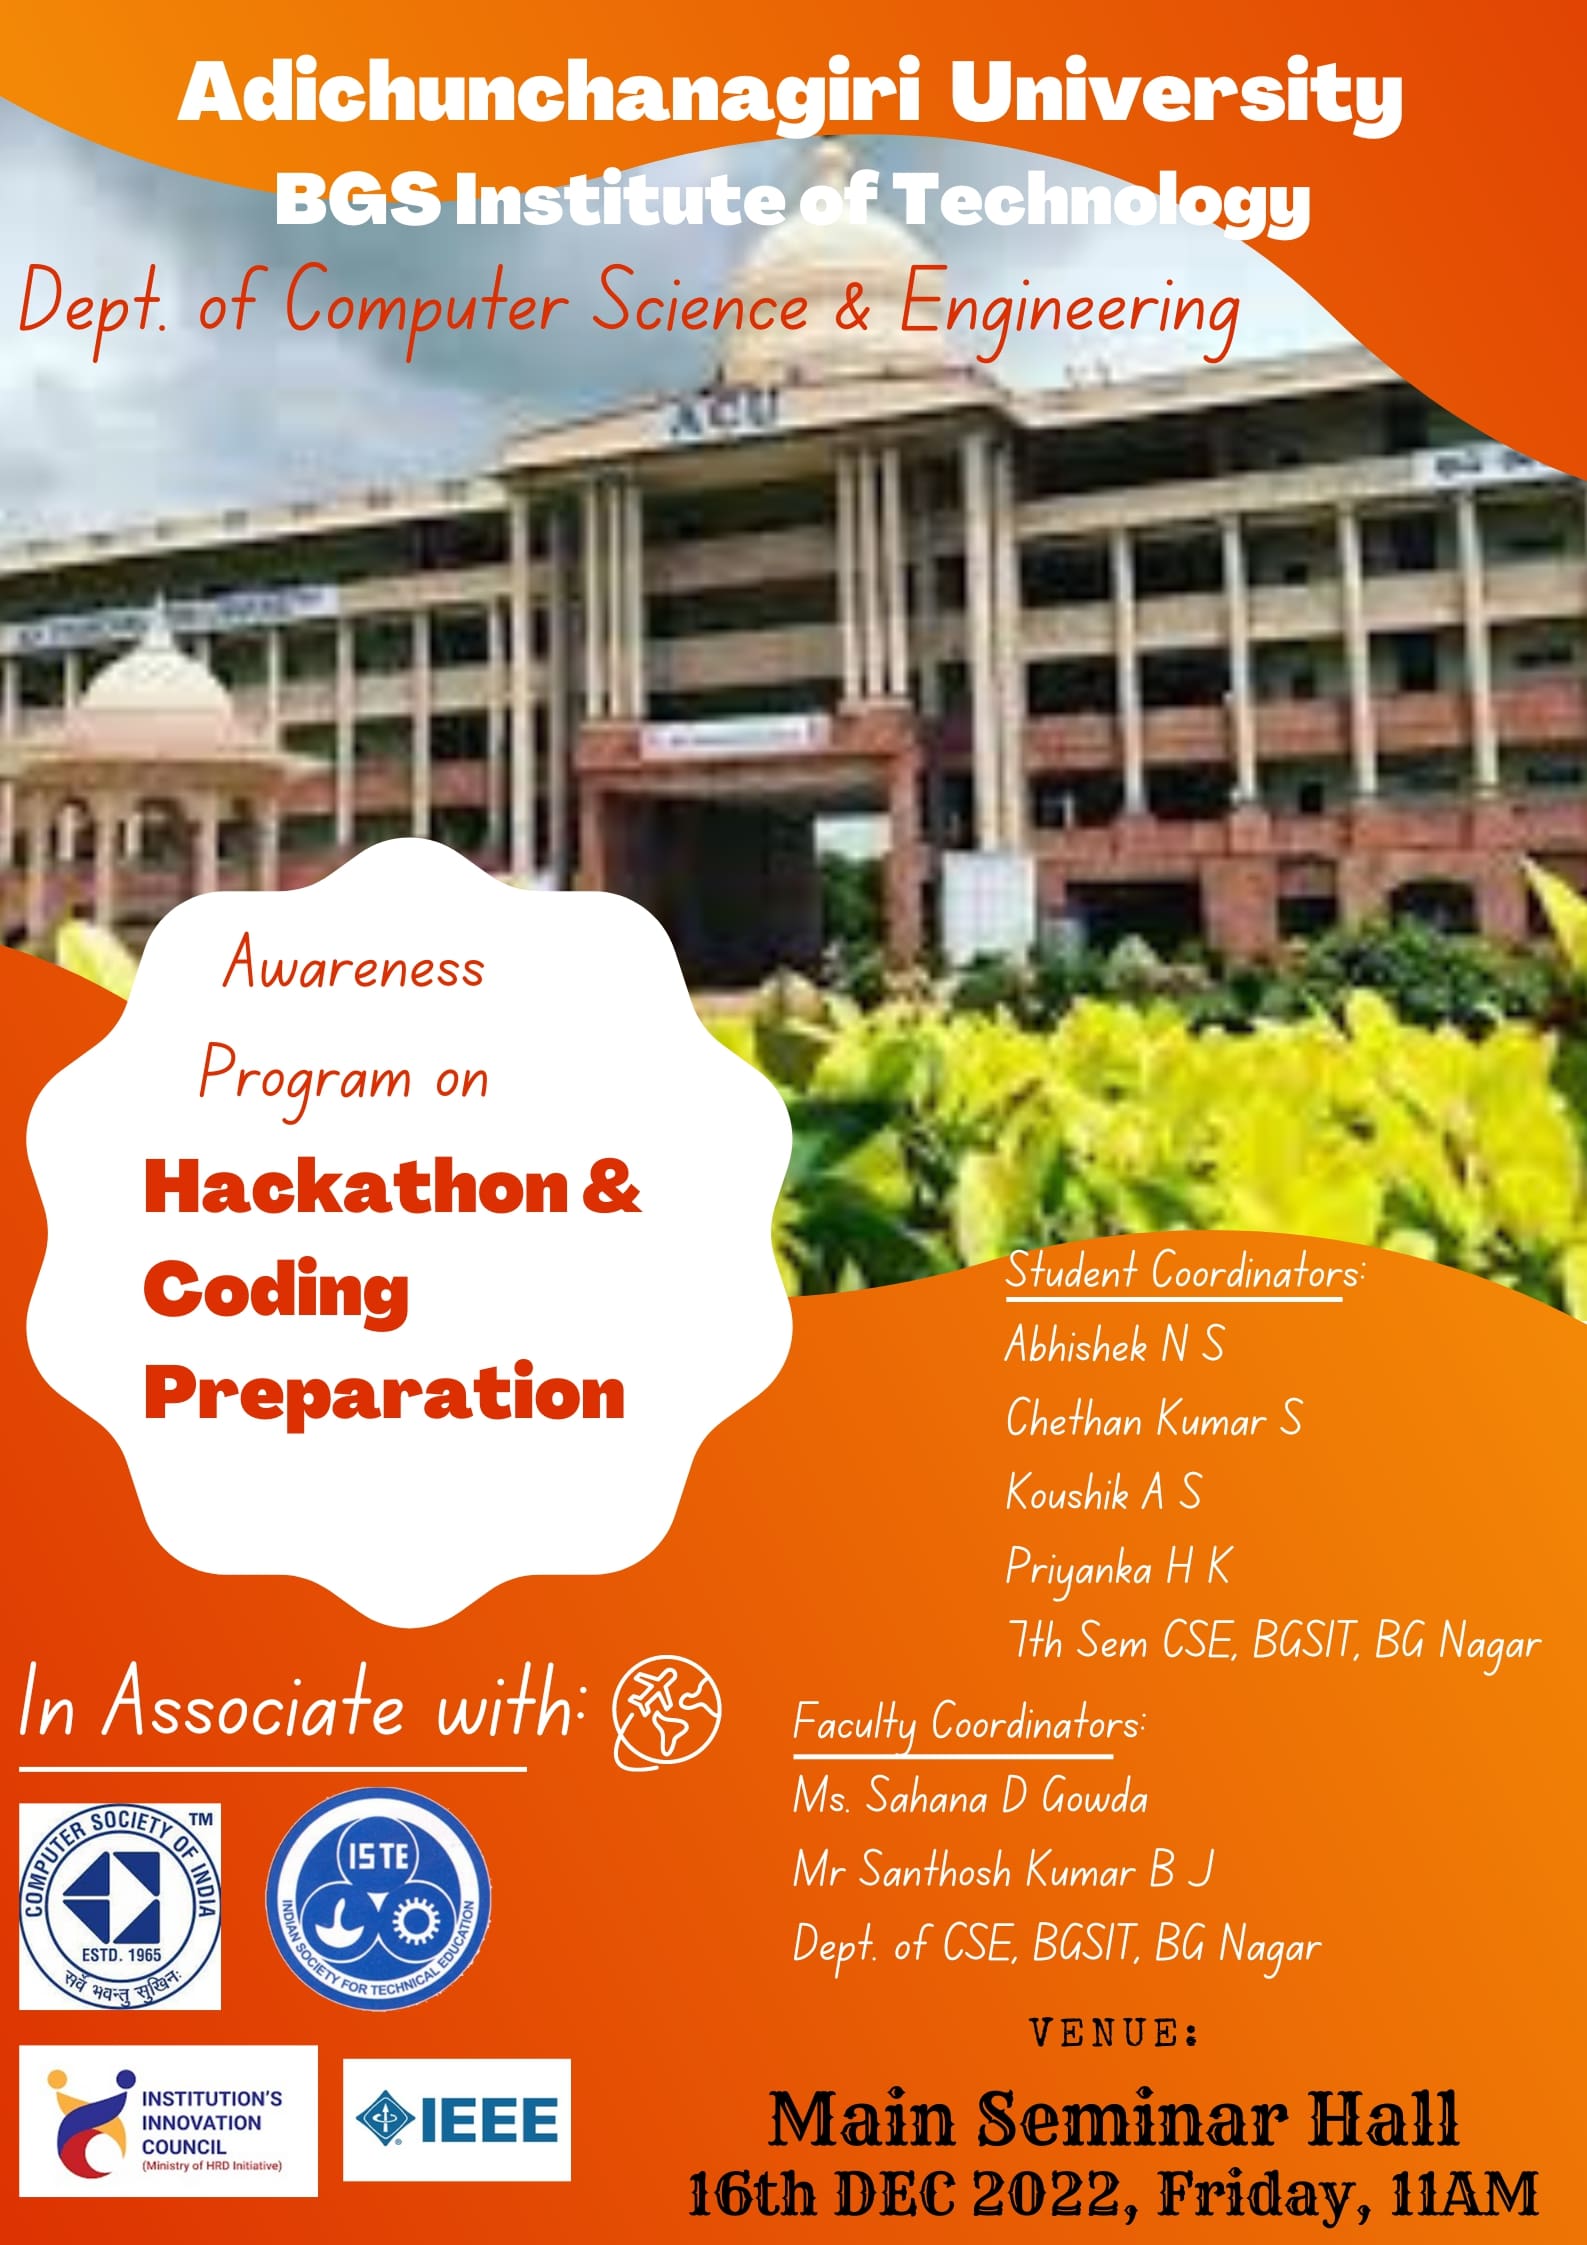 Adichunchanagiri University
BGS Institute of Technology
Dept. of Computer Science & Engineering
ACU
Awareness
Program on
Hackathon &
Coding
Preparation
Student Coordinators:
Abhishek N S
Chethan Kumar S
Koushik A S
Priyanka H K
7th Sem CSE, BGSIT, BG Nagar
In Associate with:
Faculty Coordinators:
Ms. Sahana D Gowda
Mr Santhosh Kumar B J
Dept. of CSE, BGSIT, BG Nagar
COMPUTER SOCIETY OF INDIA TM
ESTD. 1965
सर्वे भवन्तु सुखिनः
ISTE
INDIAN SOCIETY FOR TECHNICAL EDUCATION
INSTITUTION'S
INNOVATION
COUNCIL
(Ministry of HRD Initiative)
IEEE
VENUE:
Main Seminar Hall
16th DEC 2022, Friday, 11AM